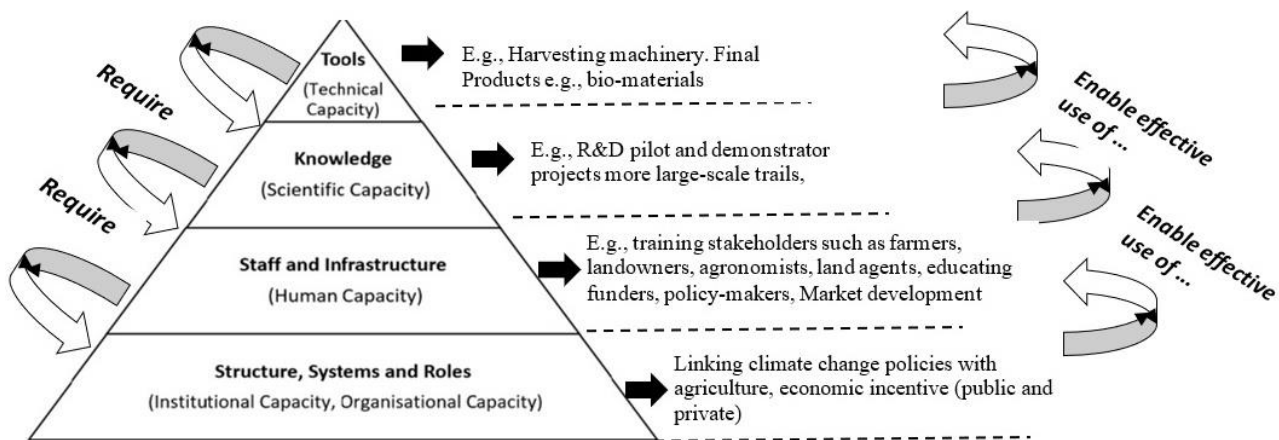 Tools
(Technical
Capacity)
E.g., Harvesting machinery. Final
Products e.g., bio-materials
Require
Enable effective
use of ...
Knowledge
(Scientific Capacity)
E.g., R&D pilot and demonstrator
projects more large-scale trails,
Require
Enable effective
use of ...
Staff and Infrastructure
(Human Capacity)
E.g., training stakeholders such as farmers,
landowners, agronomists, land agents, educating
funders, policy-makers, Market development
Structure, Systems and Roles
(Institutional Capacity, Organisational Capacity)
Linking climate change policies with
agriculture, economic incentive (public and
private)